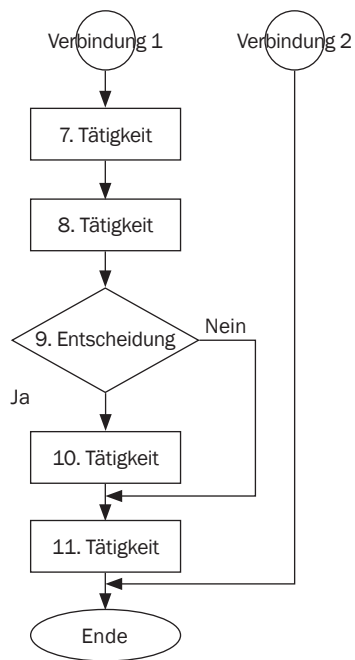 Verbindung 1
Verbindung 2
7. Tätigkeit
8. Tätigkeit
9. Entscheidung
Nein
Ja
10. Tätigkeit
11. Tätigkeit
Ende